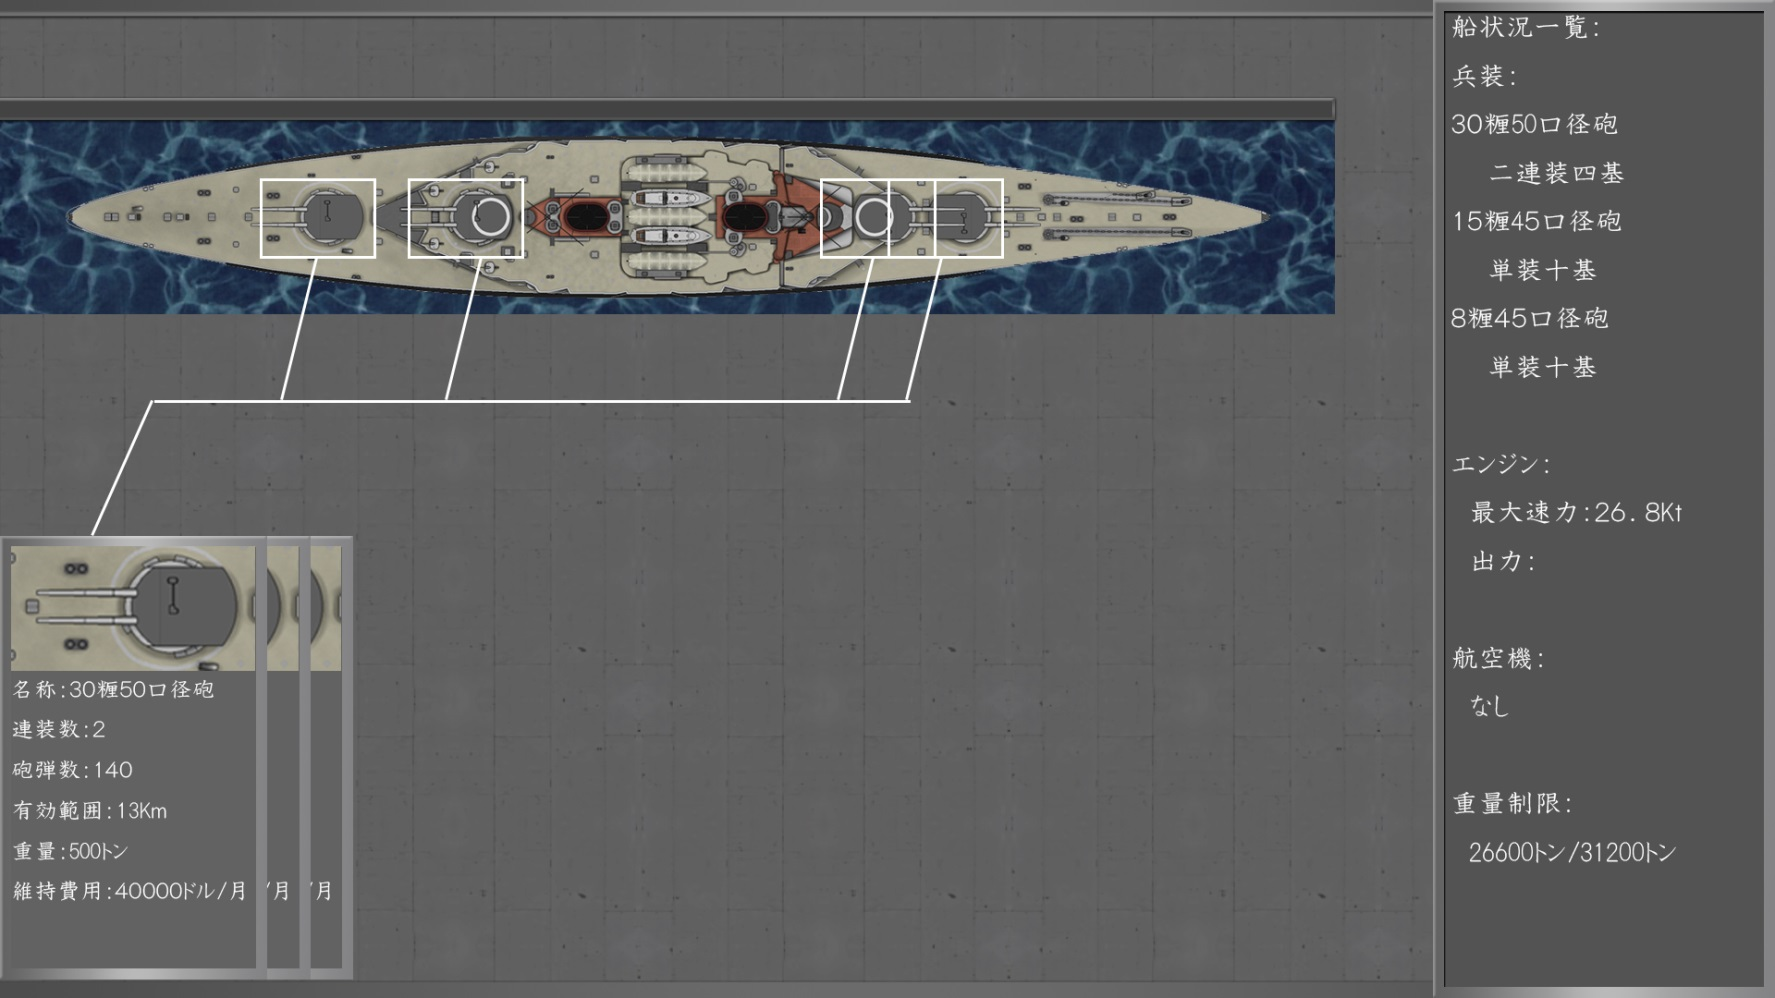 船状況一覧:
兵装:
30糎50口径砲
二連装四基
15糎45口径砲
単装十基
8糎45口径砲
単装十基
エンジン:
最大速力:26.8Kt
出力:
航空機:
なし
重量制限:
26600トン/31200トン
名称:30糎50口径砲
連装数:2
砲弾数:140
有効範囲:13Km
重量:500トン
維持費用:40000ドル/月 /月 /月